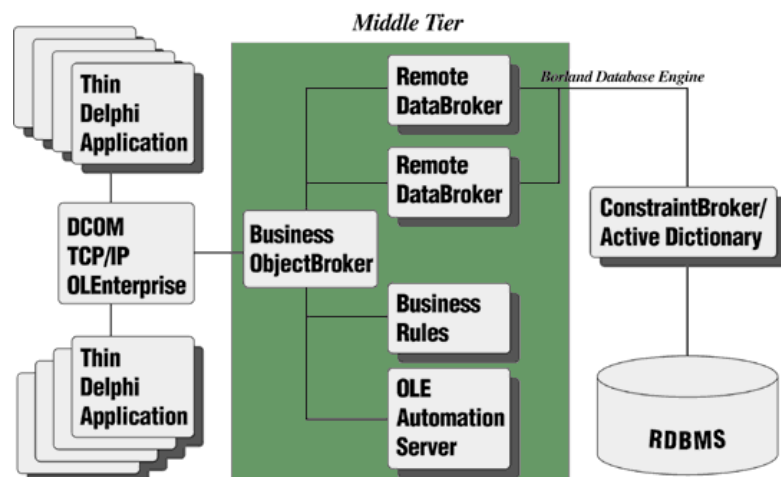 Middle Tier
Thin
Delphi
Application
Remote
DataBroker
Borland Database Engine
Remote
DataBroker
DCOM
TCP/IP
OLEnterprise
Business
ObjectBroker
ConstraintBroker/
Active Dictionary
Business
Rules
Thin
Delphi
Application
OLE
Automation
Server
RDBMS